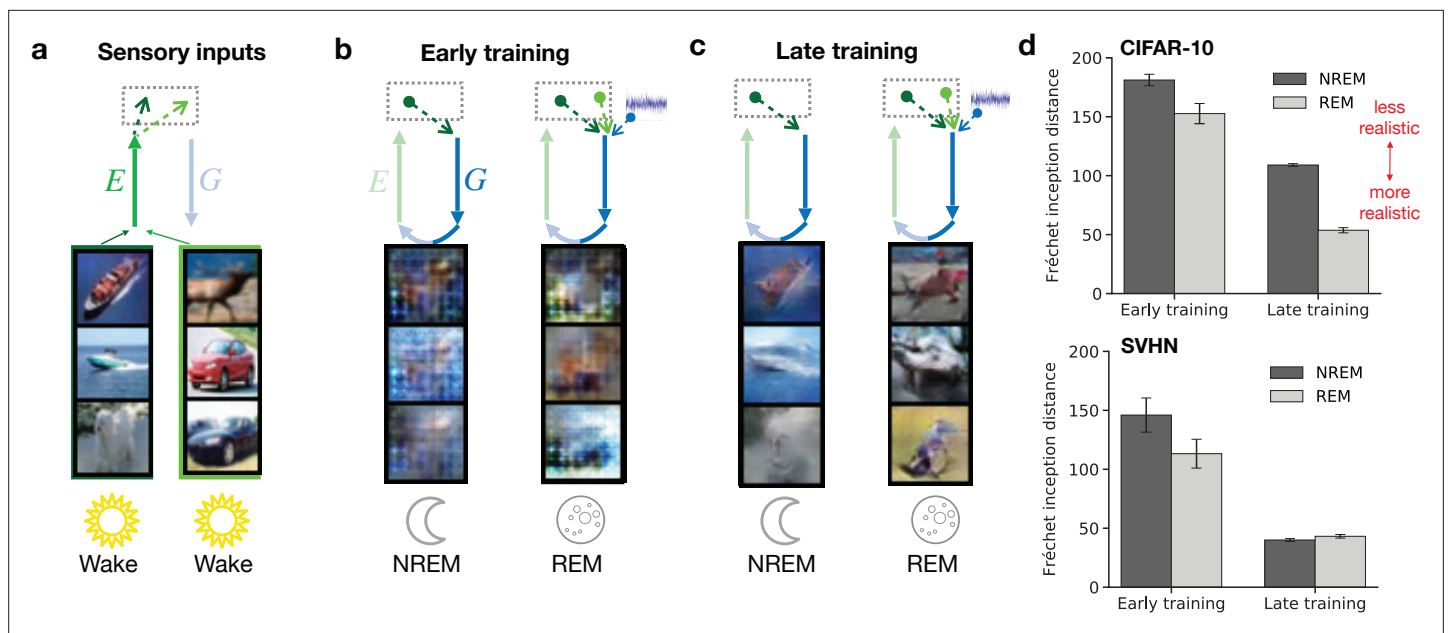 a
Sensory inputs
E
G
Wake
Wake
b
Early training
E
G
NREM
REM
c
Late training
NREM
REM
d
CIFAR-10
200
150
100
50
0
Fréchet inception distance
NREM
REM
less
realistic
more
realistic
Early training
Late training
SVHN
200
150
100
50
0
Fréchet inception distance
NREM
REM
Early training
Late training